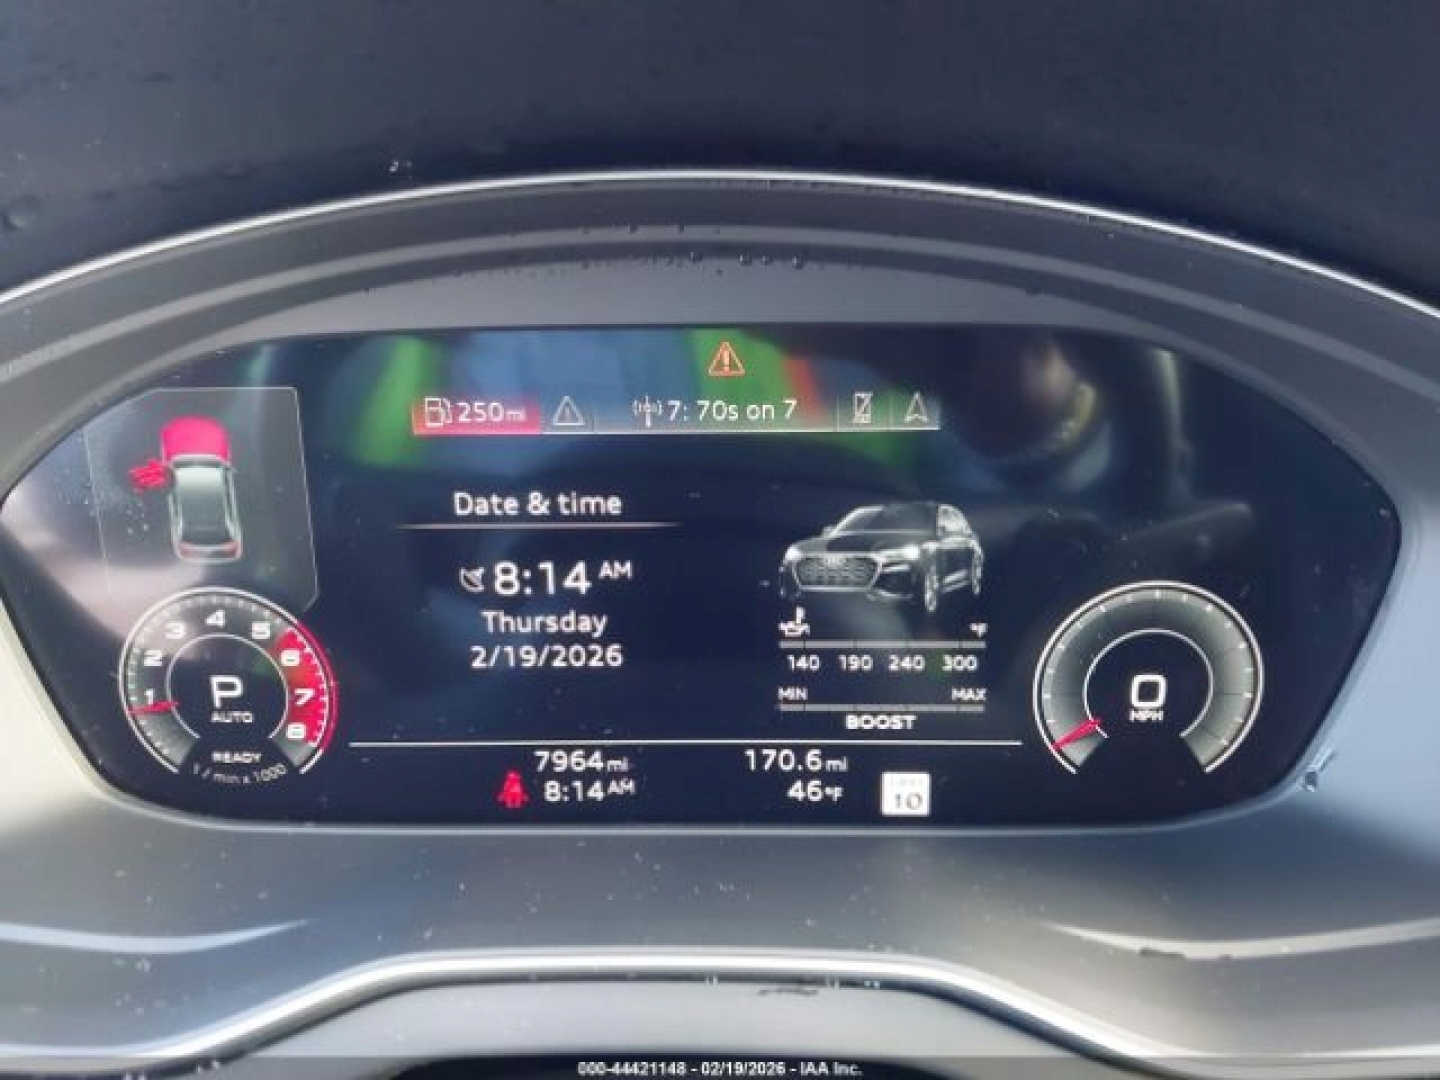 250mi
7: 70s on 7
Date & time
8:14 AM
Thursday
2/19/2026
°F
140 190 240 300
MIN MAX
BOOST
1 2 3 4 5 6 7 8
P
AUTO
READY
1 / min x 1000
0
MPH
7964mi 170.6mi
8:14AM 46°F
10
000-44421148 - 02/19/2026 - IAA Inc.